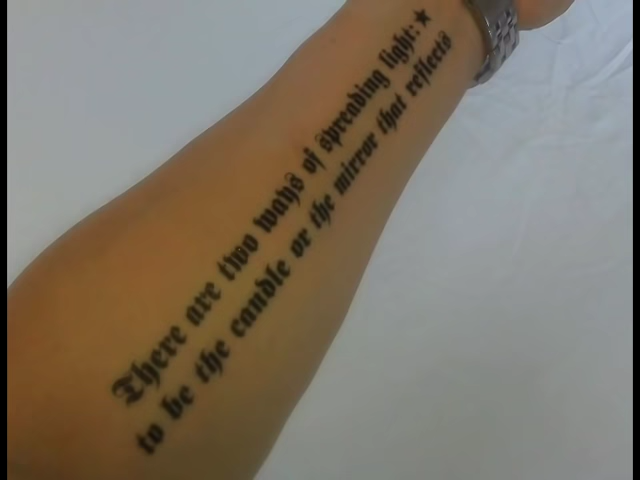 There are two ways of spreading light:★
to be the candle or the mirror that reflects